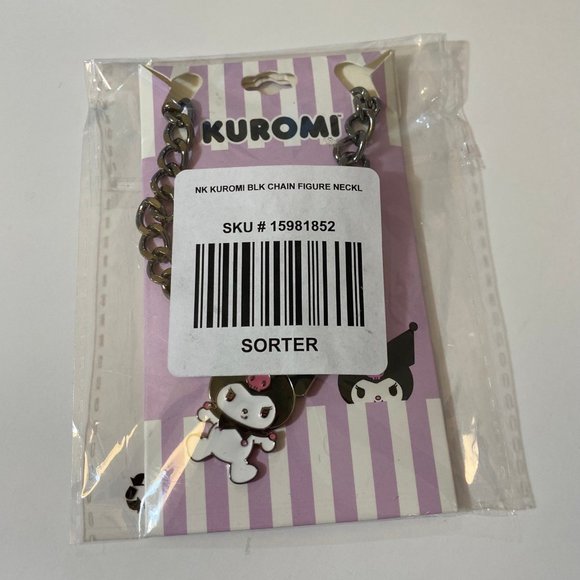 KUROMI
NK KUROMI BLK CHAIN FIGURE NECKL
SKU # 15981852
SORTER